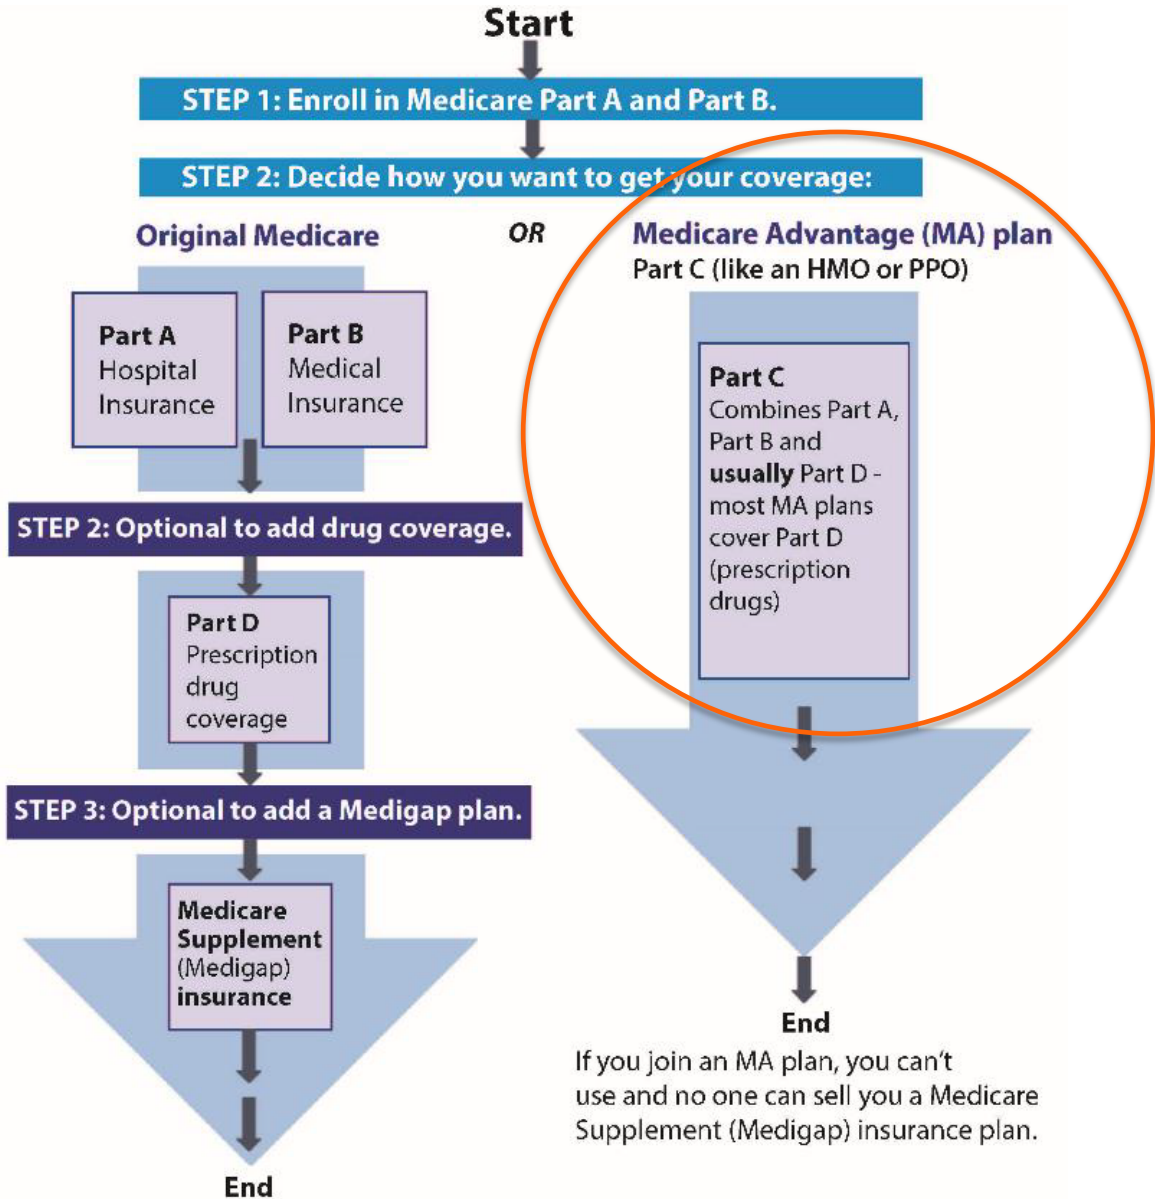 Start
STEP 1: Enroll in Medicare Part A and Part B.
STEP 2: Decide how you want to get your coverage:
Original Medicare
OR
Medicare Advantage (MA) plan
Part C (like an HMO or PPO)
Part A
Hospital
Insurance
Part B
Medical
Insurance
Part C
Combines Part A,
Part B and
usually Part D -
most MA plans
cover Part D
(prescription
drugs)
STEP 2: Optional to add drug coverage.
Part D
Prescription
drug
coverage
STEP 3: Optional to add a Medigap plan.
Medicare
Supplement
(Medigap)
insurance
End
End
If you join an MA plan, you can't
use and no one can sell you a Medicare
Supplement (Medigap) insurance plan.